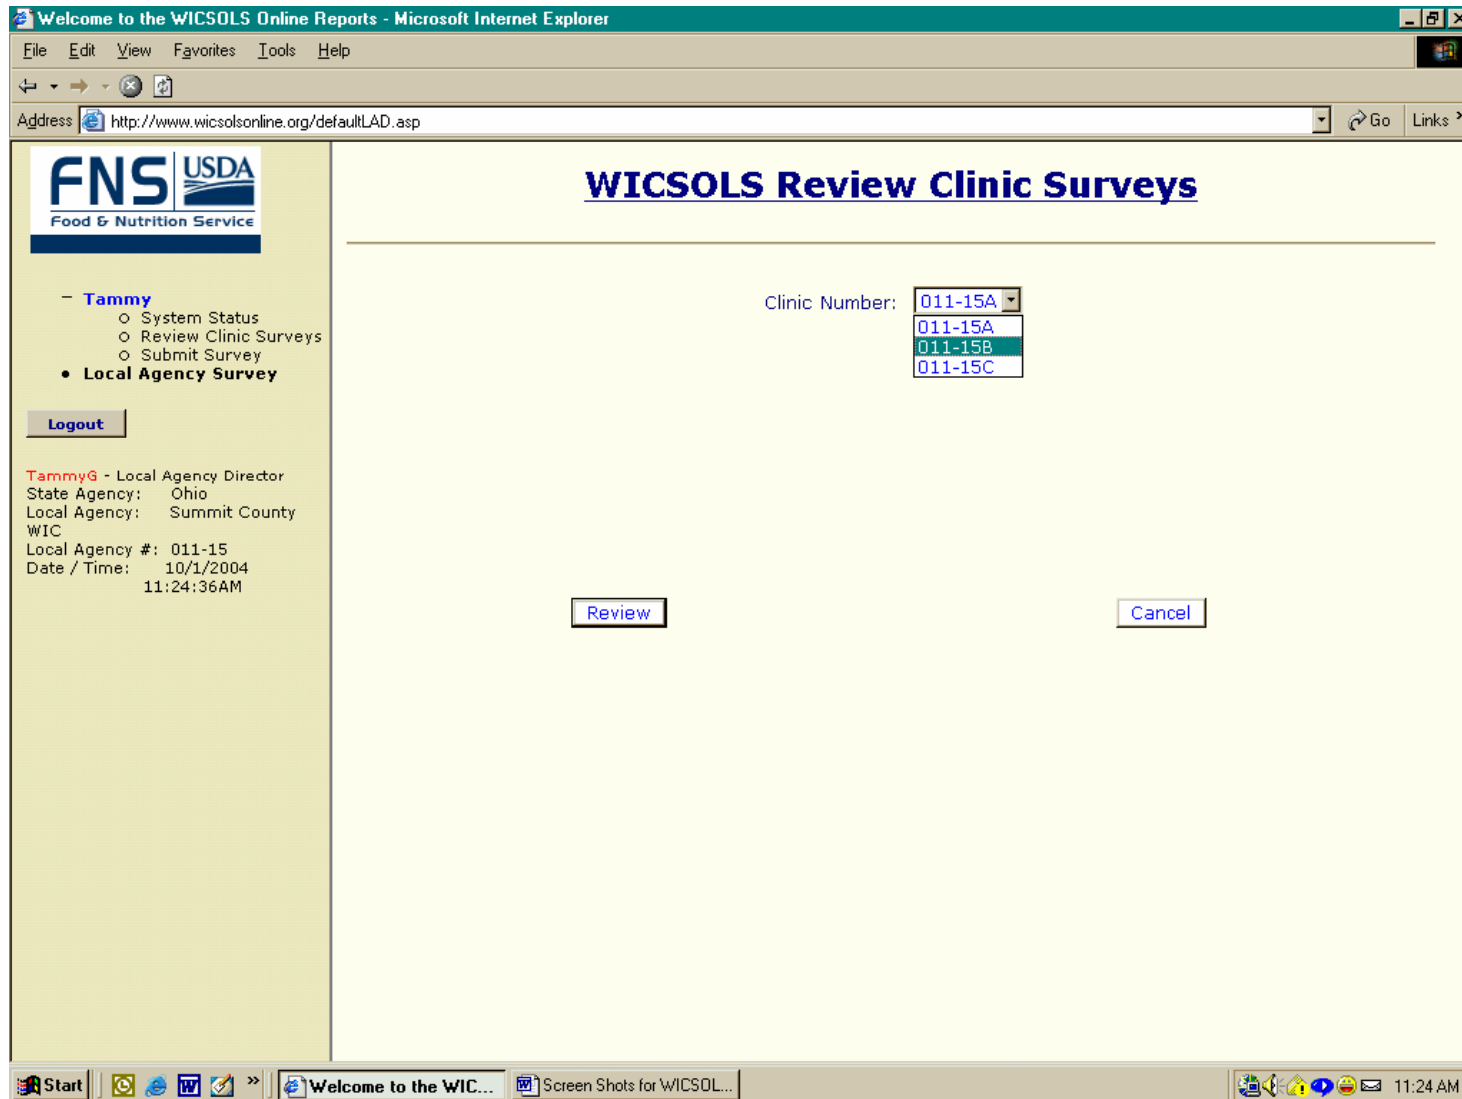 Welcome to the WICSOLS Online Reports - Microsoft Internet Explorer
File Edit View Favorites Tools Help
Address http://www.wicsolsonline.org/defaultLAD.asp Go Links »
FNS USDA
Food & Nutrition Service
WICSOLS Review Clinic Surveys
Tammy
System Status
Review Clinic Surveys
Submit Survey
Local Agency Survey
Logout
TammyG - Local Agency Director
State Agency: Ohio
Local Agency: Summit County
WIC
Local Agency #: 011-15
Date / Time: 10/1/2004
11:24:36AM
Clinic Number: 011-15A
011-15A
011-15B
011-15C
Review Cancel
Start » Welcome to the WIC... Screen Shots for WICSOL... 11:24 AM